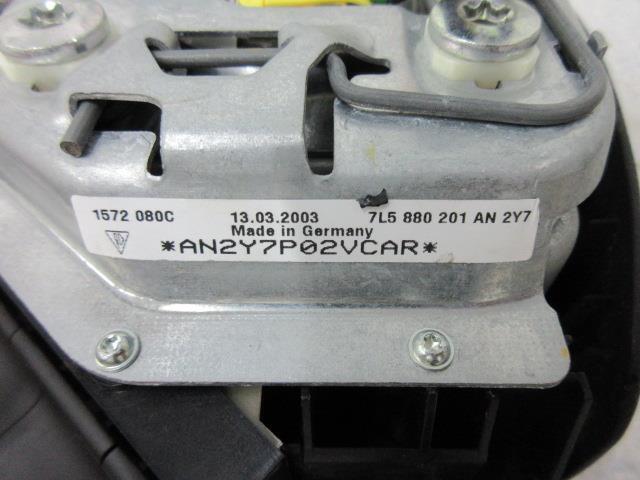 1572 080C 13.03.2003 7L5 880 201 AN 2Y7
Made in Germany
*AN2Y7P02VCAR*